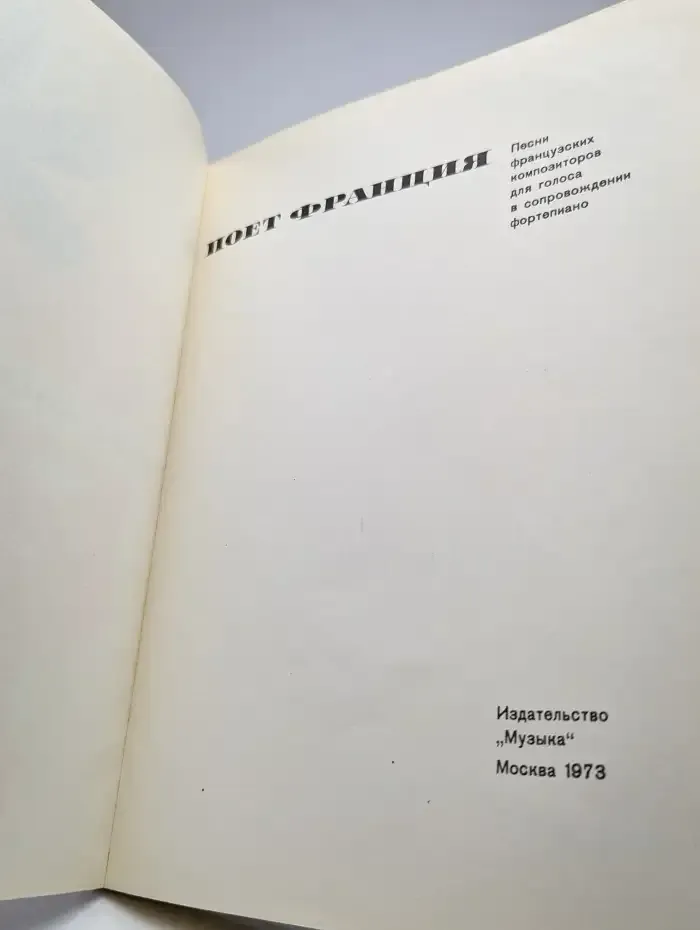 ПОЕТ ФРАНЦИЯ
Песни
французских
композиторов
для голоса
в сопровождении
фортепиано
Издательство
„Музыка“
Москва 1973